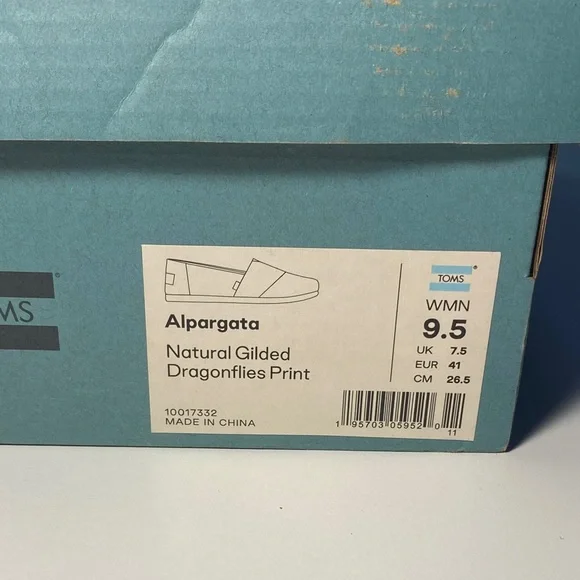 MS®
Alpargata
Natural Gilded
Dragonflies Print
10017332
MADE IN CHINA
TOMS®
WMN
9.5
UK 7.5
EUR 41
CM 26.5
1 95703 05952 0
11